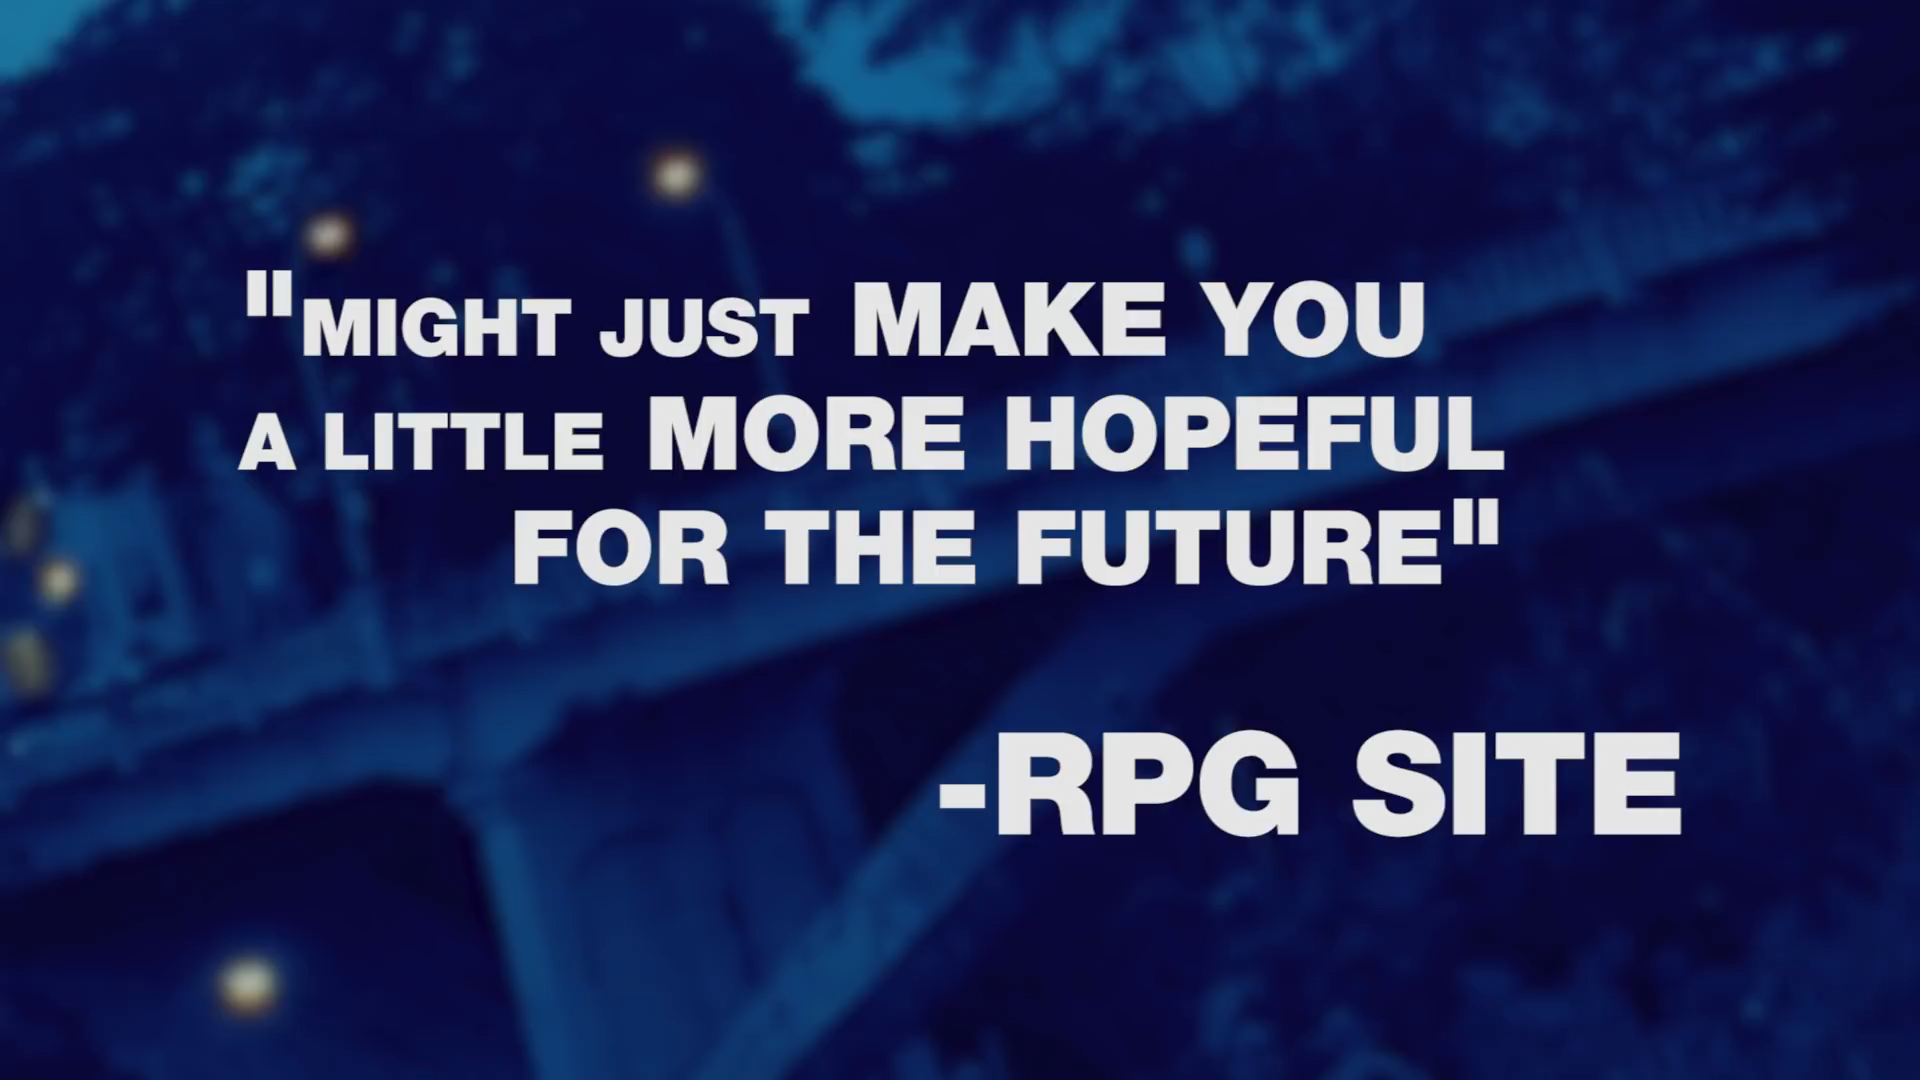 "MIGHT JUST MAKE YOU
A LITTLE MORE HOPEFUL
FOR THE FUTURE"
-RPG SITE